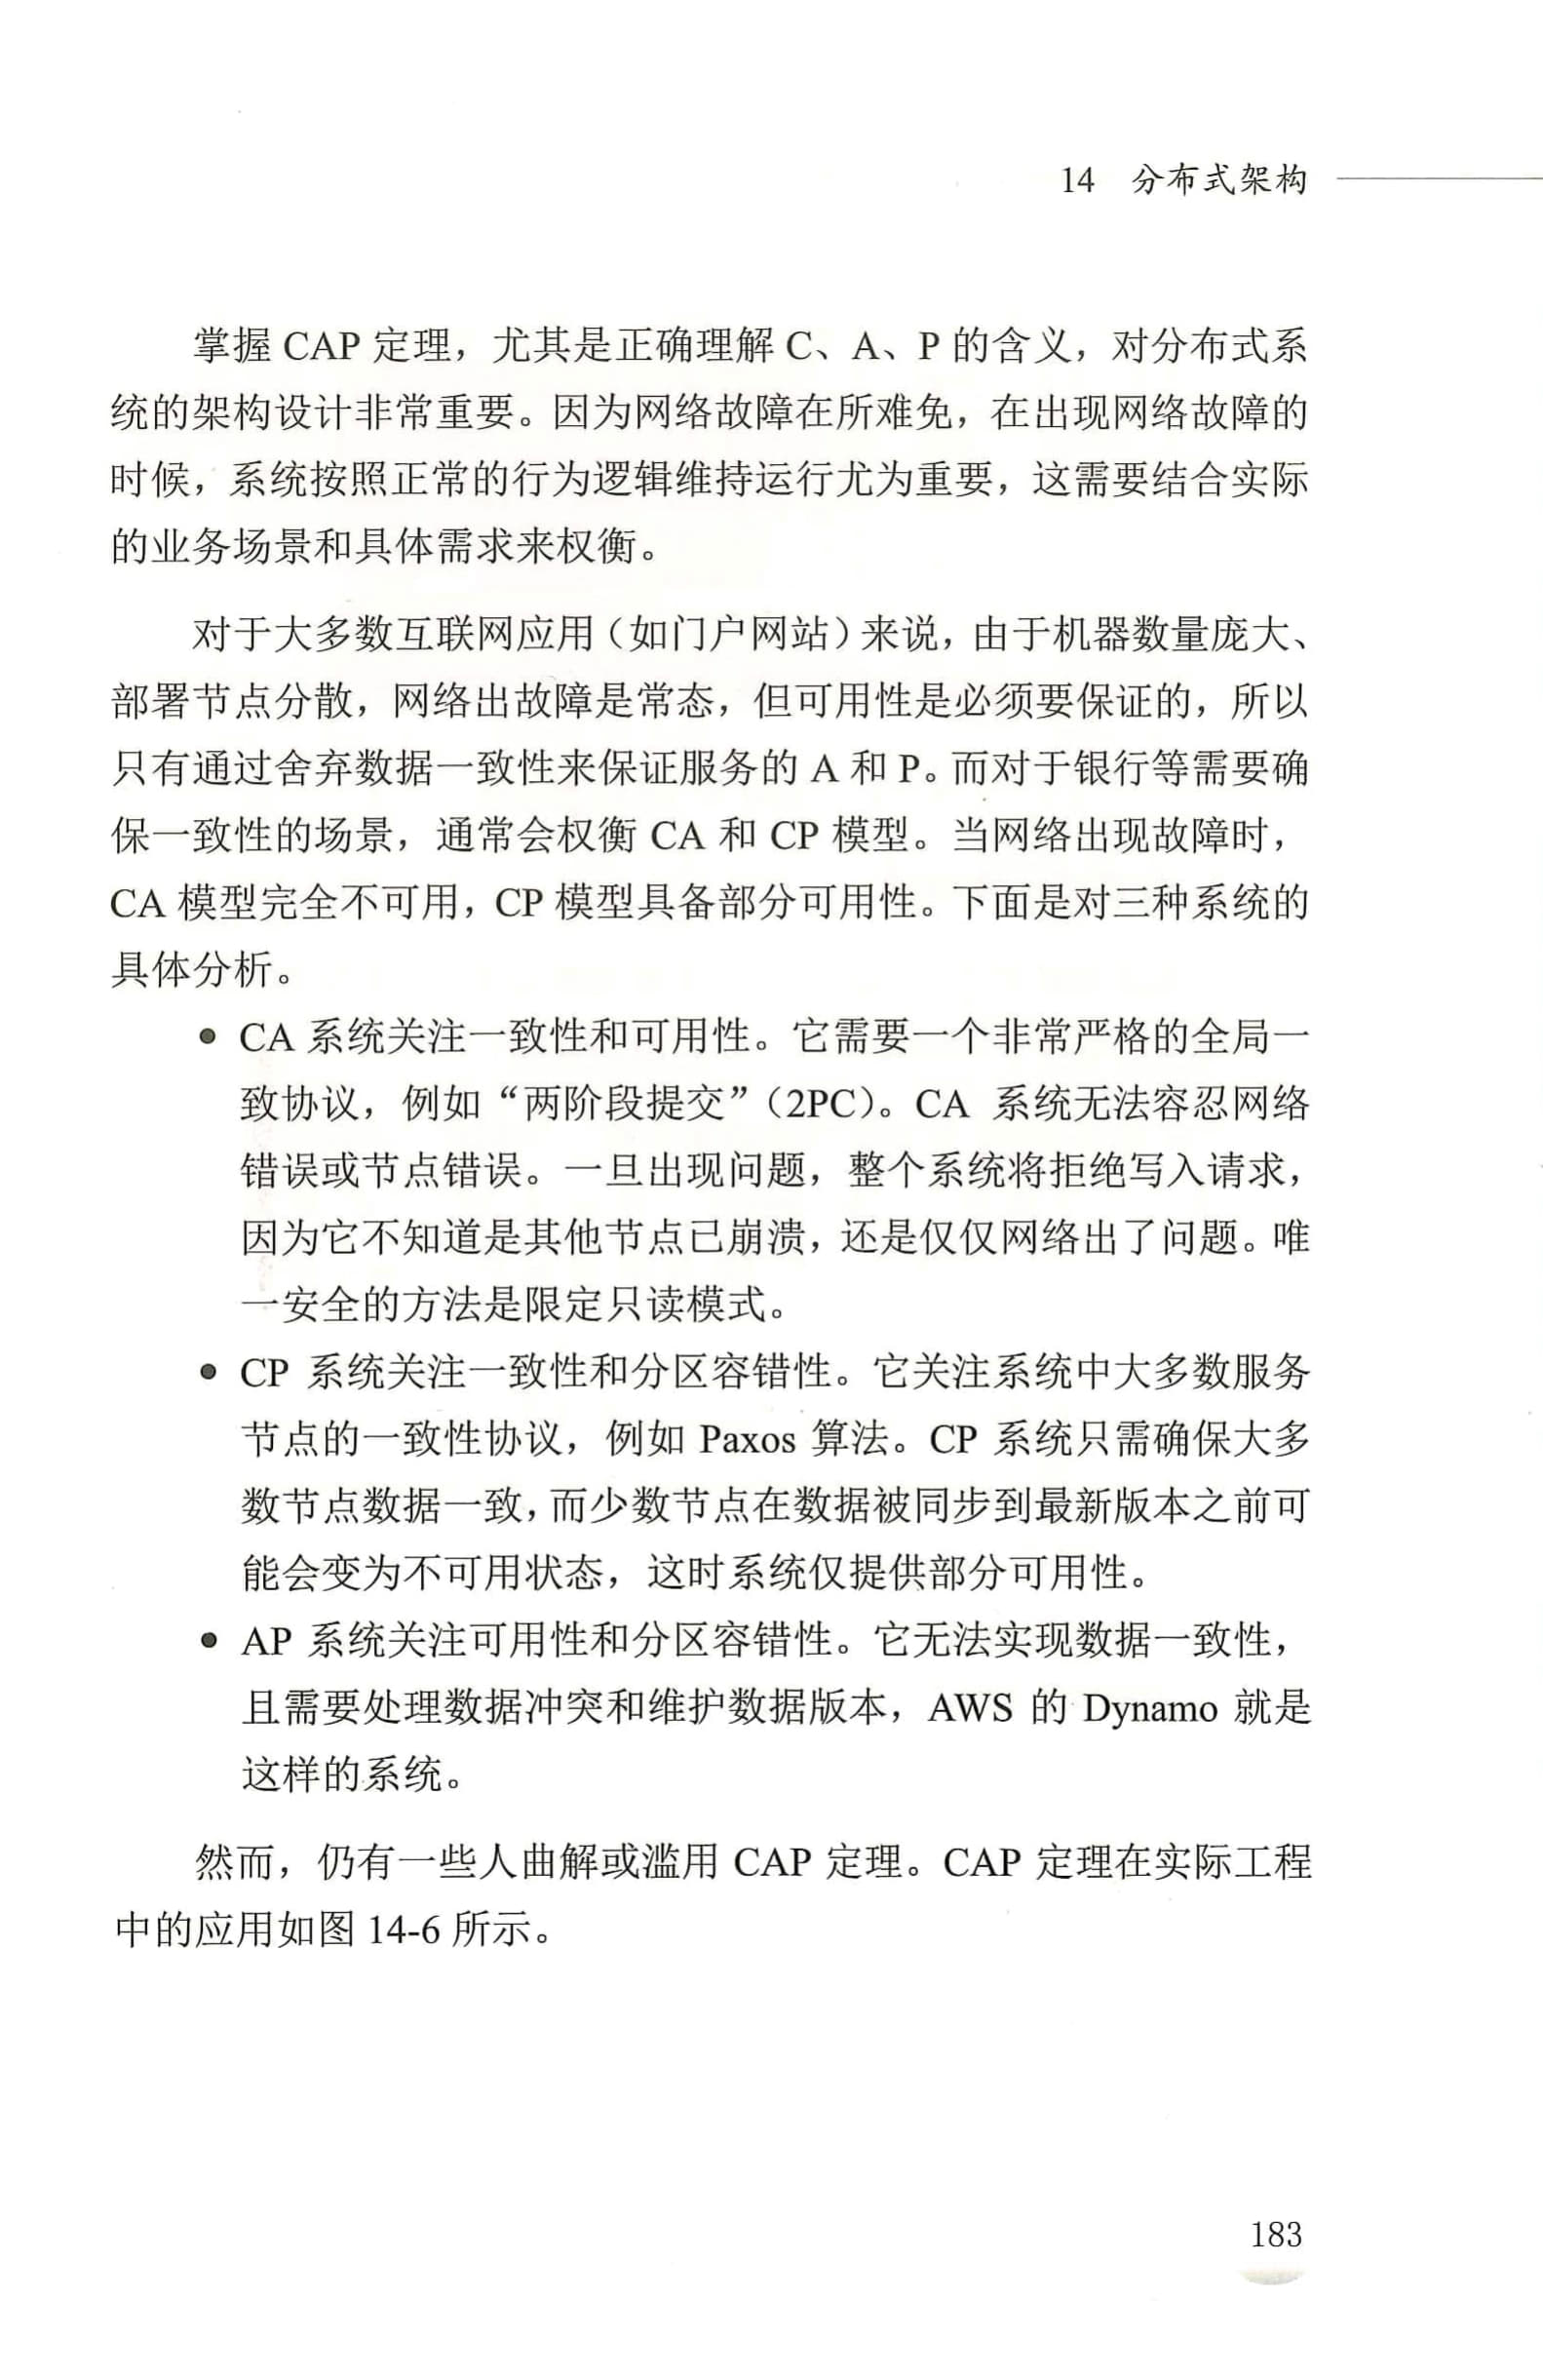 14 分布式架构
掌握 CAP 定理，尤其是正确理解 C、A、P 的含义，对分布式系
统的架构设计非常重要。因为网络故障在所难免，在出现网络故障的
时候，系统按照正常的行为逻辑维持运行尤为重要，这需要结合实际
的业务场景和具体需求来权衡。
对于大多数互联网应用（如门户网站）来说，由于机器数量庞大、
部署节点分散，网络出故障是常态，但可用性是必须要保证的，所以
只有通过舍弃数据一致性来保证服务的 A 和 P。而对于银行等需要确
保一致性的场景，通常会权衡 CA 和 CP 模型。当网络出现故障时，
CA 模型完全不可用，CP 模型具备部分可用性。下面是对三种系统的
具体分析。
● CA 系统关注一致性和可用性。它需要一个非常严格的全局一
致协议，例如“两阶段提交”（2PC）。CA 系统无法容忍网络
错误或节点错误。一旦出现问题，整个系统将拒绝写入请求，
因为它不知道是其他节点已崩溃，还是仅仅网络出了问题。唯
一安全的方法是限定只读模式。
● CP 系统关注一致性和分区容错性。它关注系统中大多数服务
节点的一致性协议，例如 Paxos 算法。CP 系统只需确保大多
数节点数据一致，而少数节点在数据被同步到最新版本之前可
能会变为不可用状态，这时系统仅提供部分可用性。
● AP 系统关注可用性和分区容错性。它无法实现数据一致性，
且需要处理数据冲突和维护数据版本，AWS 的 Dynamo 就是
这样的系统。
然而，仍有一些人曲解或滥用 CAP 定理。CAP 定理在实际工程
中的应用如图 14-6 所示。
183